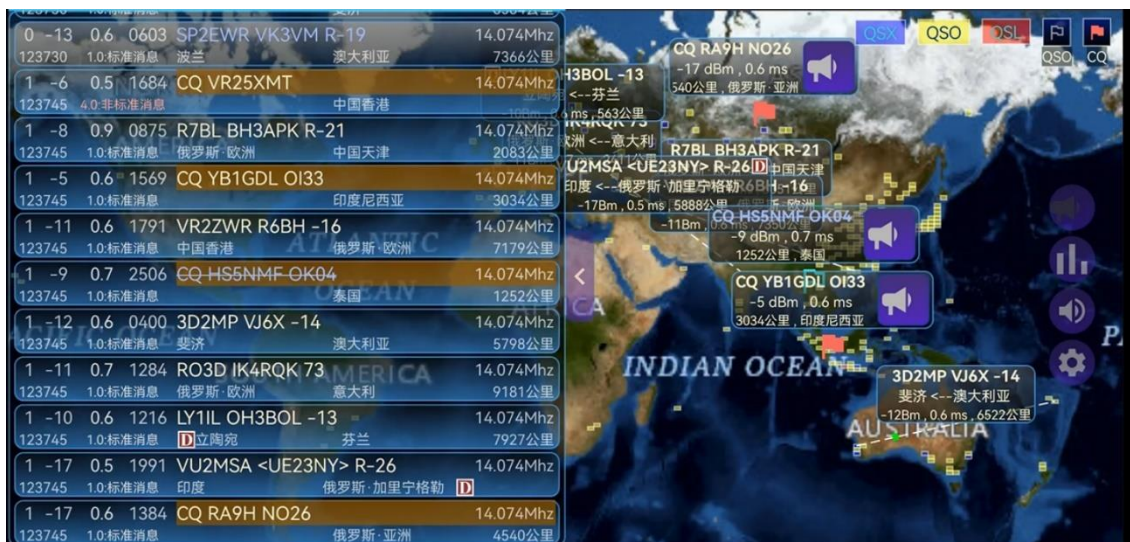 0 -13 0.6 0603 SP2EWR VK3VM R-19 14.074Mhz
123730 1.0:标准消息 波兰 澳大利亚 7366公里
1 -6 0.5 1684 CQ VR25XMT 14.074Mhz
123745 4.0:非标准消息 中国香港
1 -8 0.9 0875 R7BL BH3APK R-21 14.074Mhz
123745 1.0:标准消息 俄罗斯·欧洲 中国天津 2083公里
1 -5 0.6 1569 CQ YB1GDL OI33 14.074Mhz
123745 1.0:标准消息 印度尼西亚 3034公里
1 -11 0.6 1791 VR2ZWR R6BH -16 14.074Mhz
123745 1.0:标准消息 中国香港 俄罗斯·欧洲 7179公里
1 -9 0.7 2506 CQ HS5NMF OK04 14.074Mhz
123745 1.0:标准消息 泰国 1252公里
1 -12 0.6 0400 3D2MP VJ6X -14 14.074Mhz
123745 1.0:标准消息 斐济 澳大利亚 5798公里
1 -11 0.7 1284 RO3D IK4RQK 73 14.074Mhz
123745 1.0:标准消息 俄罗斯·欧洲 意大利 9181公里
1 -10 0.6 1216 LY1IL OH3BOL -13 14.074Mhz
123745 1.0:标准消息 D立陶宛 芬兰 7927公里
1 -17 0.5 1991 VU2MSA <UE23NY> R-26 14.074Mhz
123745 1.0:标准消息 印度 俄罗斯·加里宁格勒 D
1 -17 0.6 1384 CQ RA9H NO26 14.074Mhz
123745 1.0:标准消息 俄罗斯·亚洲 4540公里
ATLANTIC
OCEAN
AMERICA
QSX QSO QSL
QSO CQ
CQ RA9H NO26
-17 dBm , 0.6 ms
540公里 , 俄罗斯·亚洲
H3BOL -13
<--芬兰
ms , 563公里
欧洲 <--意大利
R7BL BH3APK R-21
中国天津
U2MSA <UE23NY> R-26 D
印度 <--俄罗斯·加里宁格勒
-17Bm , 0.5 ms , 5888公里
-16
-11Bm
CQ HS5NMF OK04
-9 dBm , 0.7 ms
1252公里 , 泰国
CQ YB1GDL OI33
-5 dBm , 0.6 ms
3034公里 , 印度尼西亚
INDIAN OCEAN
3D2MP VJ6X -14
斐济 <--澳大利亚
-12Bm , 0.6 ms , 6522公里
AUSTRALIA